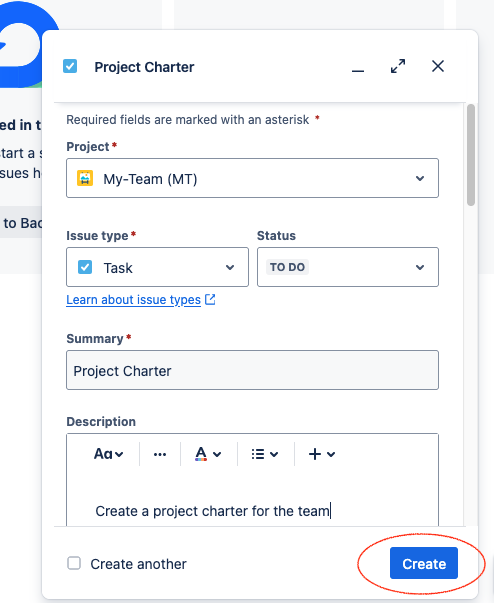 Project Charter
Required fields are marked with an asterisk *
Project*
My-Team (MT)
Issue type* Status
Task TO DO
Learn about issue types
Summary*
Project Charter
Description
Aa ... A
Create a project charter for the team
Create another Create
ed in t
start a s
sues h
to Bac